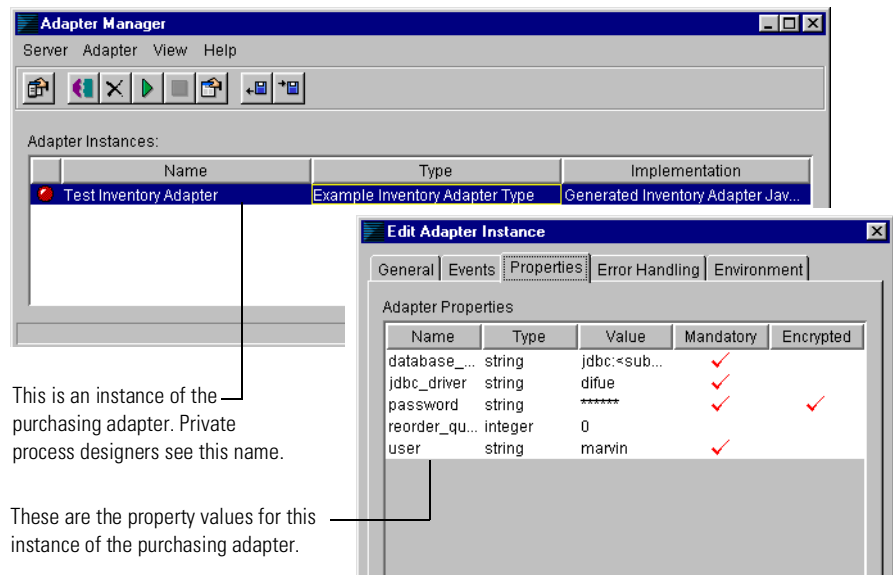 Adapter Manager
Server Adapter View Help
Adapter Instances:
Name Type Implementation
Test Inventory Adapter Example Inventory Adapter Type Generated Inventory Adapter Jav...
Edit Adapter Instance
General Events Properties Error Handling Environment
Adapter Properties
Name Type Value Mandatory Encrypted
database_... string jdbc:<sub...
jdbc_driver string difue
password string ******
reorder_qu... integer 0
user string marvin
This is an instance of the
purchasing adapter. Private
process designers see this name.
These are the property values for this
instance of the purchasing adapter.